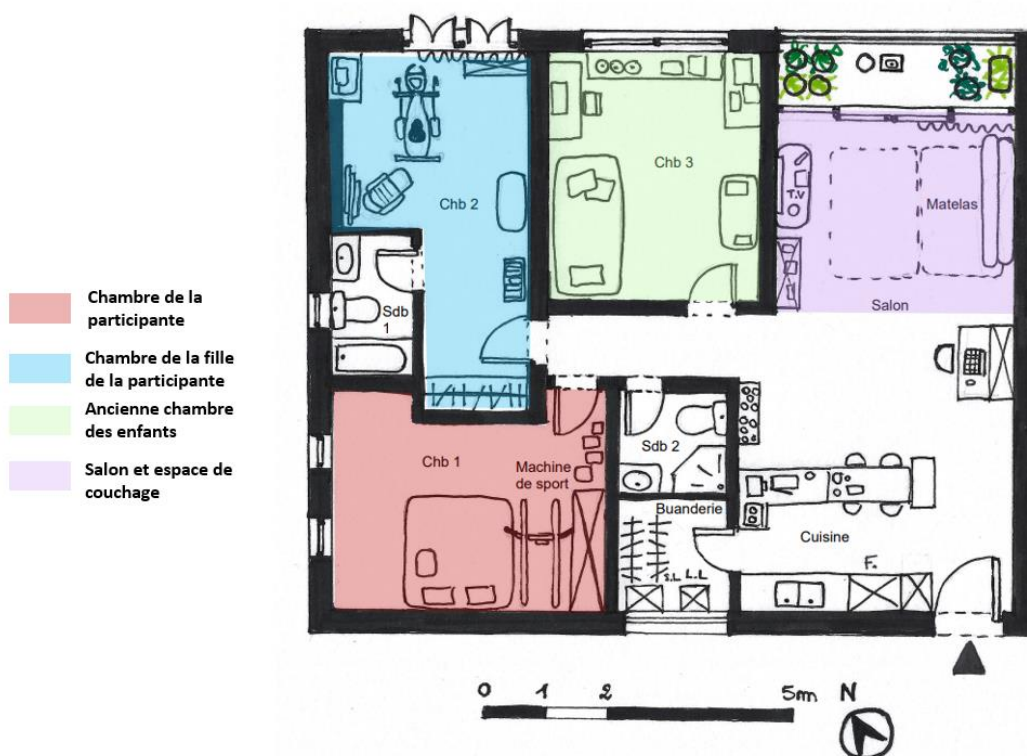 Chambre de la
participante
Chambre de la fille
de la participante
Ancienne chambre
des enfants
Salon et espace de
couchage
Chb 2
Chb 3
T.V
Matelas
Sdb
1
Salon
Chb 1
Machine
de sport
Sdb 2
Buanderie
S.L L.L
Cuisine
F.
0 1 2 5m N